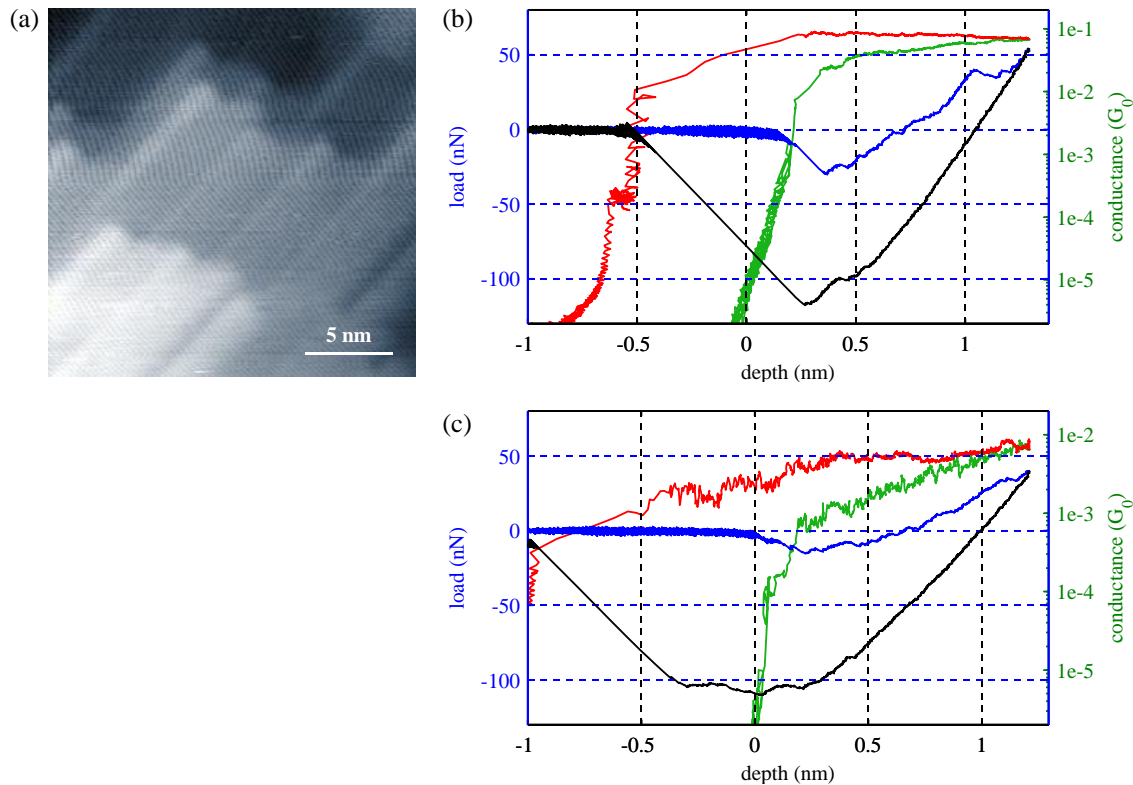 (a)
5 nm
(b)
50
0
-50
-100
load (nN)
1e-1
1e-2
1e-3
1e-4
1e-5
conductance (G₀)
-1
-0.5
0
0.5
1
depth (nm)
(c)
50
0
-50
-100
load (nN)
1e-2
1e-3
1e-4
1e-5
conductance (G₀)
-1
-0.5
0
0.5
1
depth (nm)